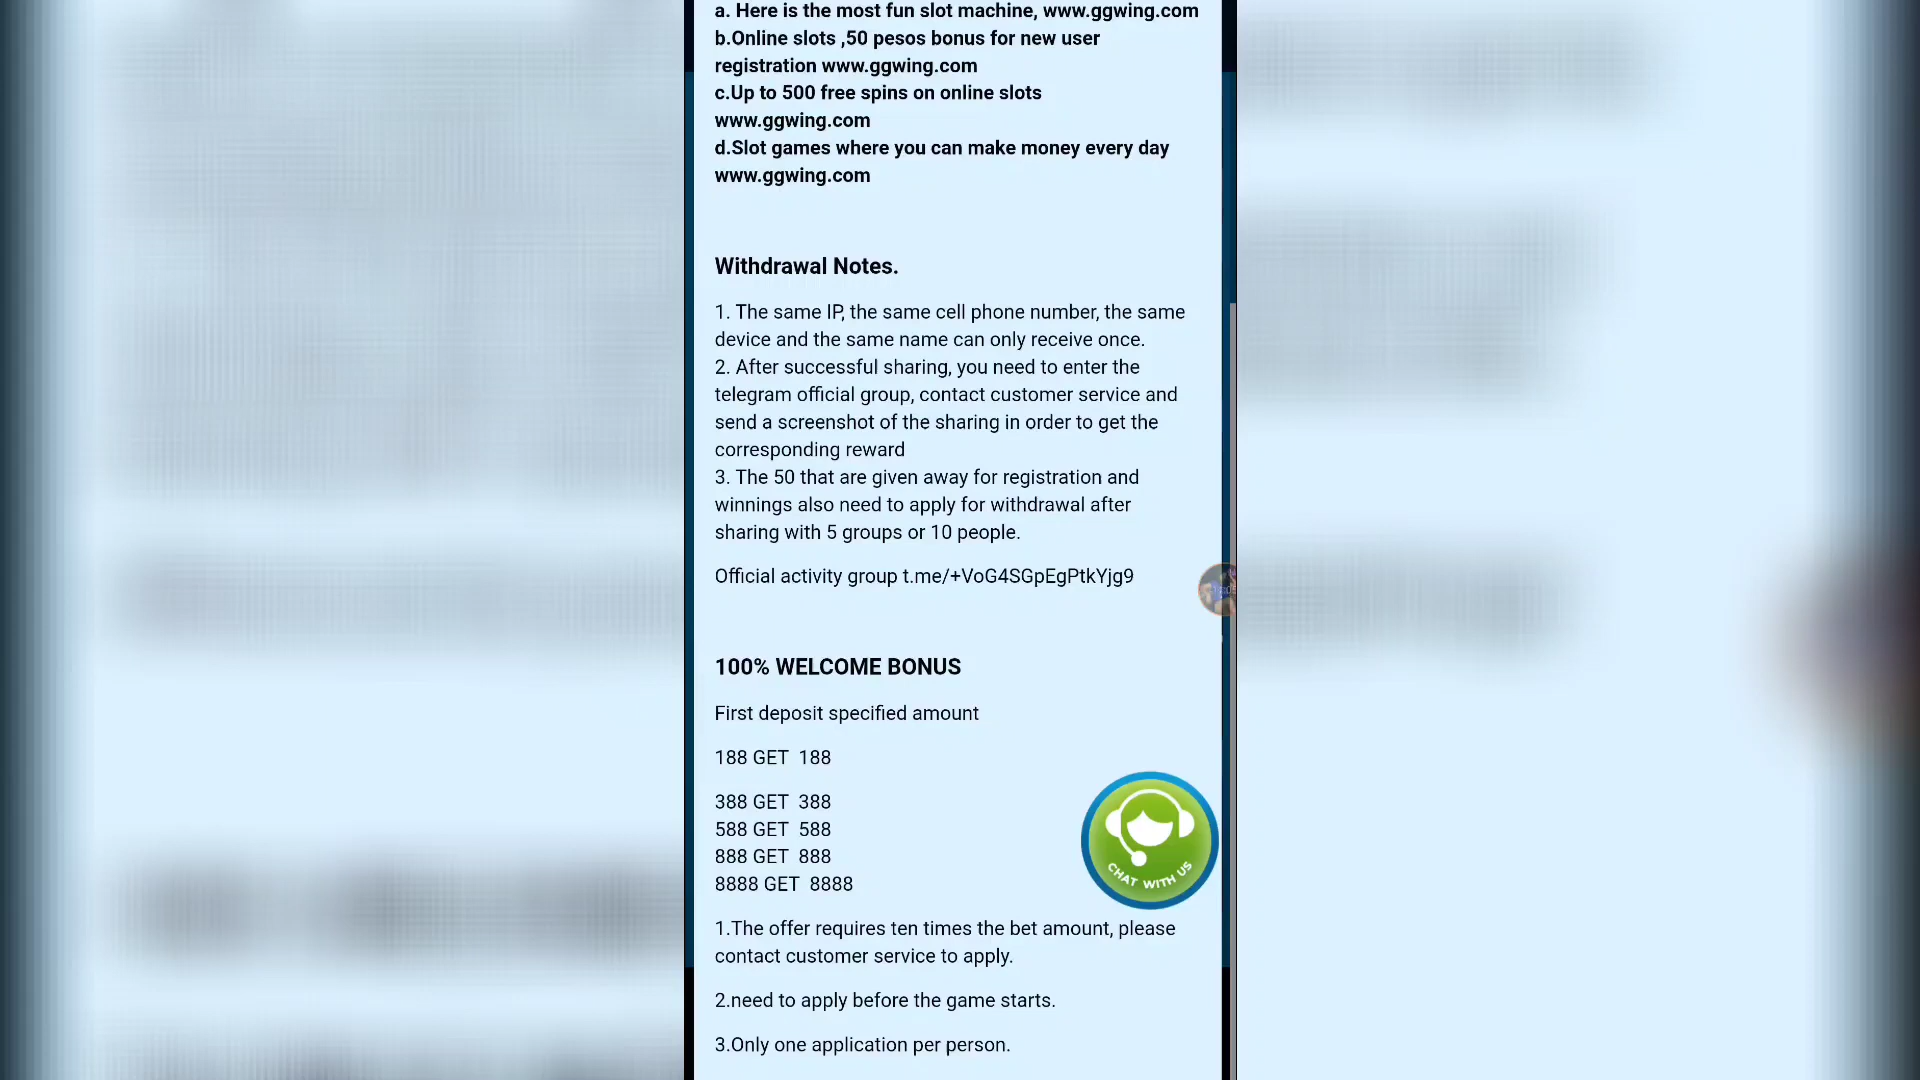 a. Here is the most fun slot machine, www.ggwing.com
b.Online slots ,50 pesos bonus for new user
registration www.ggwing.com
c.Up to 500 free spins on online slots
www.ggwing.com
d.Slot games where you can make money every day
www.ggwing.com
Withdrawal Notes.
1. The same IP, the same cell phone number, the same
device and the same name can only receive once.
2. After successful sharing, you need to enter the
telegram official group, contact customer service and
send a screenshot of the sharing in order to get the
corresponding reward
3. The 50 that are given away for registration and
winnings also need to apply for withdrawal after
sharing with 5 groups or 10 people.
Official activity group t.me/+VoG4SGpEgPtkYjg9
100% WELCOME BONUS
First deposit specified amount
188 GET  188
388 GET  388
588 GET  588
888 GET  888
8888 GET  8888
CHAT WITH US
1.The offer requires ten times the bet amount, please
contact customer service to apply.
2.need to apply before the game starts.
3.Only one application per person.